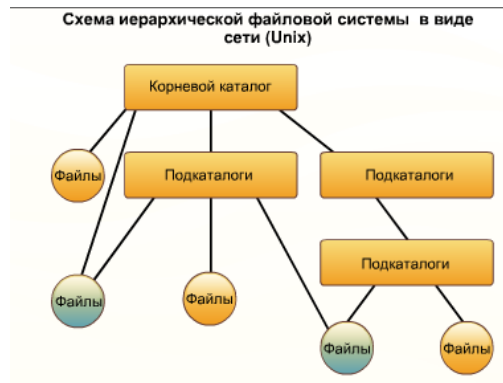 Схема иерархической файловой системы в виде
сети (Unix)
Корневой каталог
Файлы
Подкаталоги
Подкаталоги
Подкаталоги
Файлы
Файлы
Файлы
Файлы